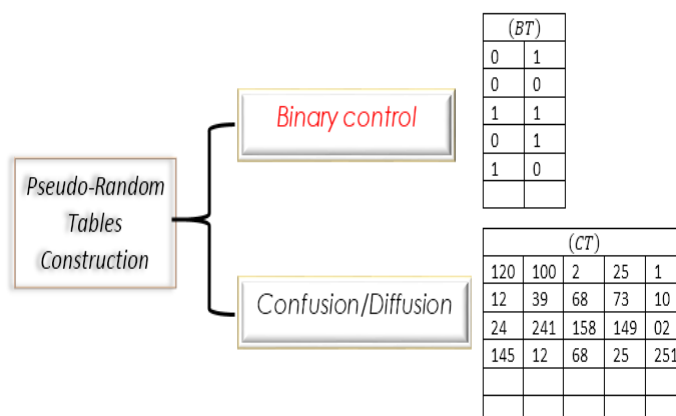 Pseudo-Random
Tables
Construction
Binary control
Confusion/Diffusion
(BT)
0 1
0 0
1 1
0 1
1 0
(CT)
120 100 2 25 1
12 39 68 73 10
24 241 158 149 02
145 12 68 25 251